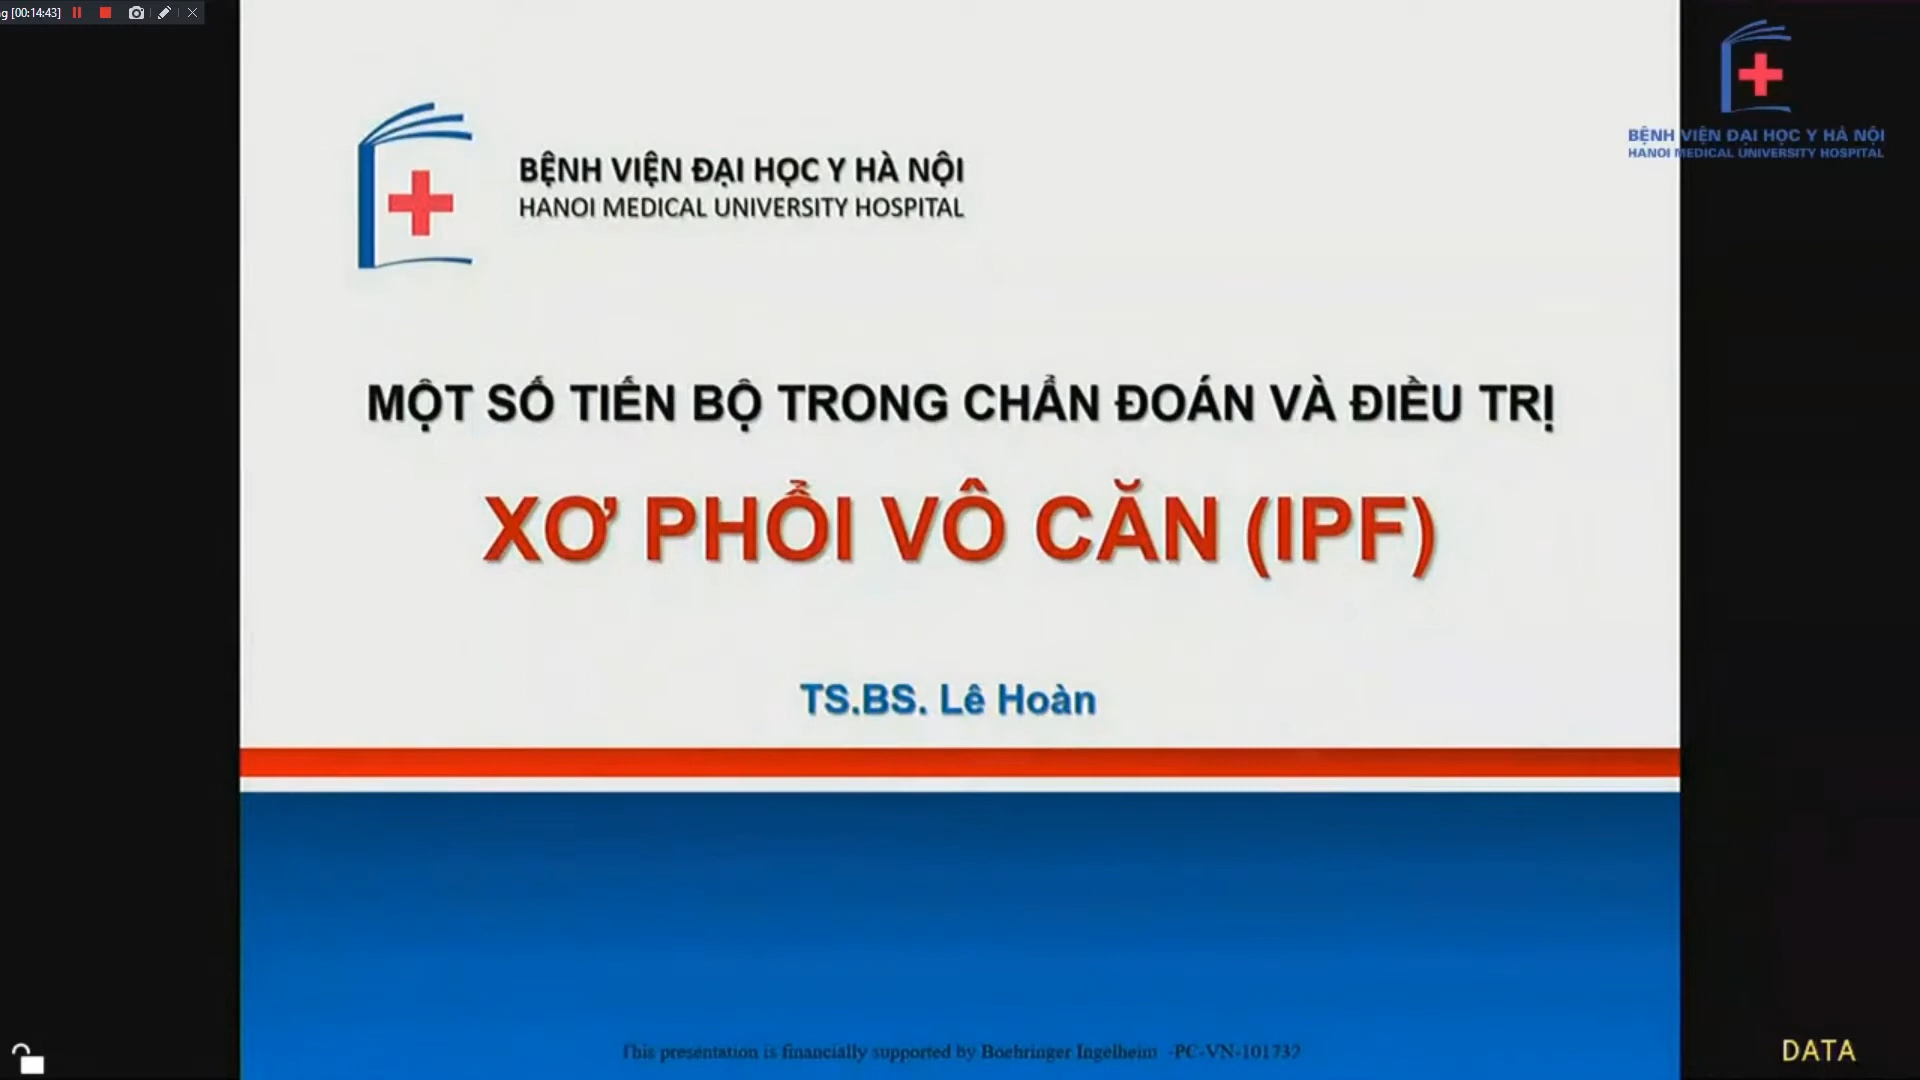 g [00:14:43]
BỆNH VIỆN ĐẠI HỌC Y HÀ NỘI
HANOI MEDICAL UNIVERSITY HOSPITAL
BỆNH VIỆN ĐẠI HỌC Y HÀ NỘI
HANOI MEDICAL UNIVERSITY HOSPITAL
MỘT SỐ TIẾN BỘ TRONG CHẨN ĐOÁN VÀ ĐIỀU TRỊ
XƠ PHỔI VÔ CĂN (IPF)
TS.BS. Lê Hoàn
This presentation is financially supported by Boehringer Ingelheim -PC-VN-101732
DATA